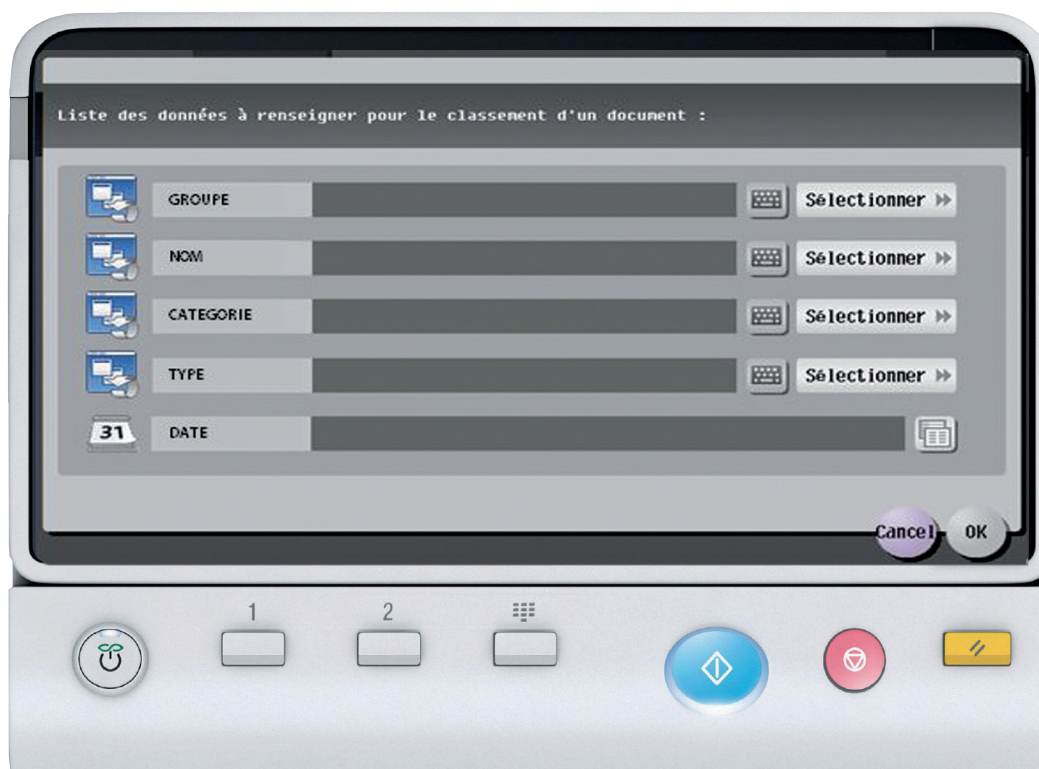 Liste des données à renseigner pour le classement d'un document :
GROUPE Sélectionner
NOM Sélectionner
CATEGORIE Sélectionner
TYPE Sélectionner
31 DATE
Cancel OK
1 2